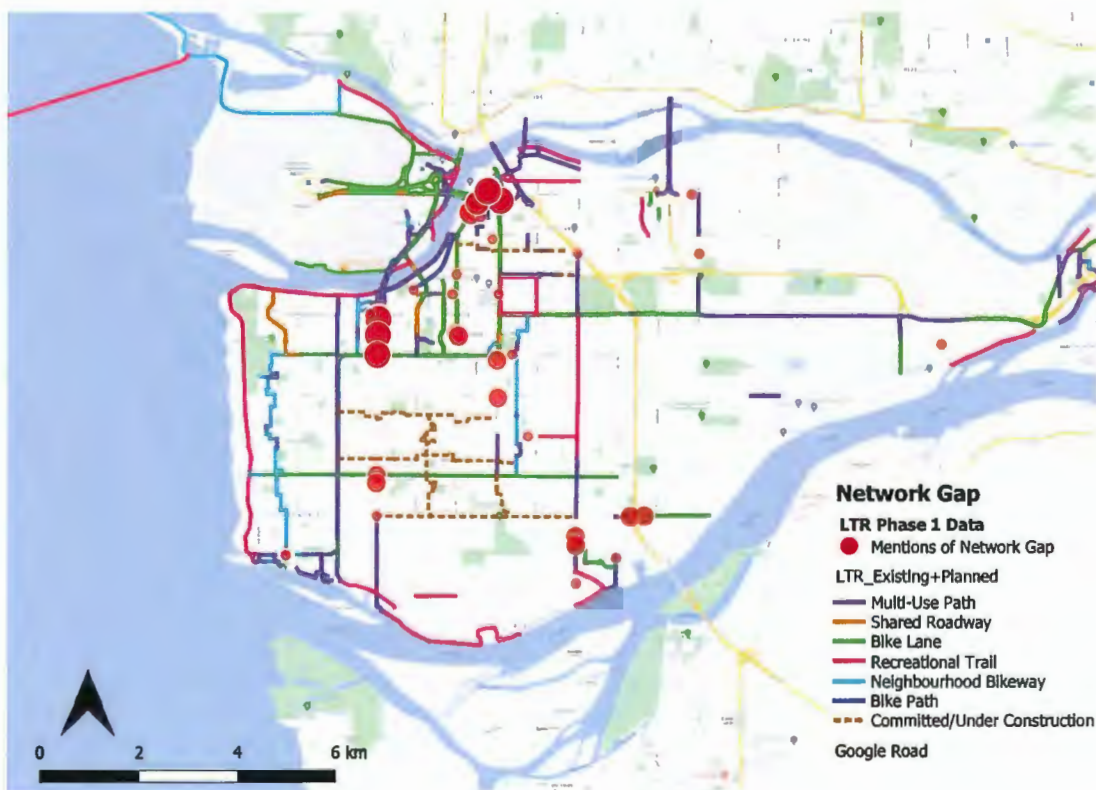 Network Gap
LTR Phase 1 Data
Mentions of Network Gap
LTR_Existing+Planned
Multi-Use Path
Shared Roadway
Bike Lane
Recreational Trail
Neighbourhood Bikeway
Bike Path
Committed/Under Construction
Google Road
0 2 4 6 km